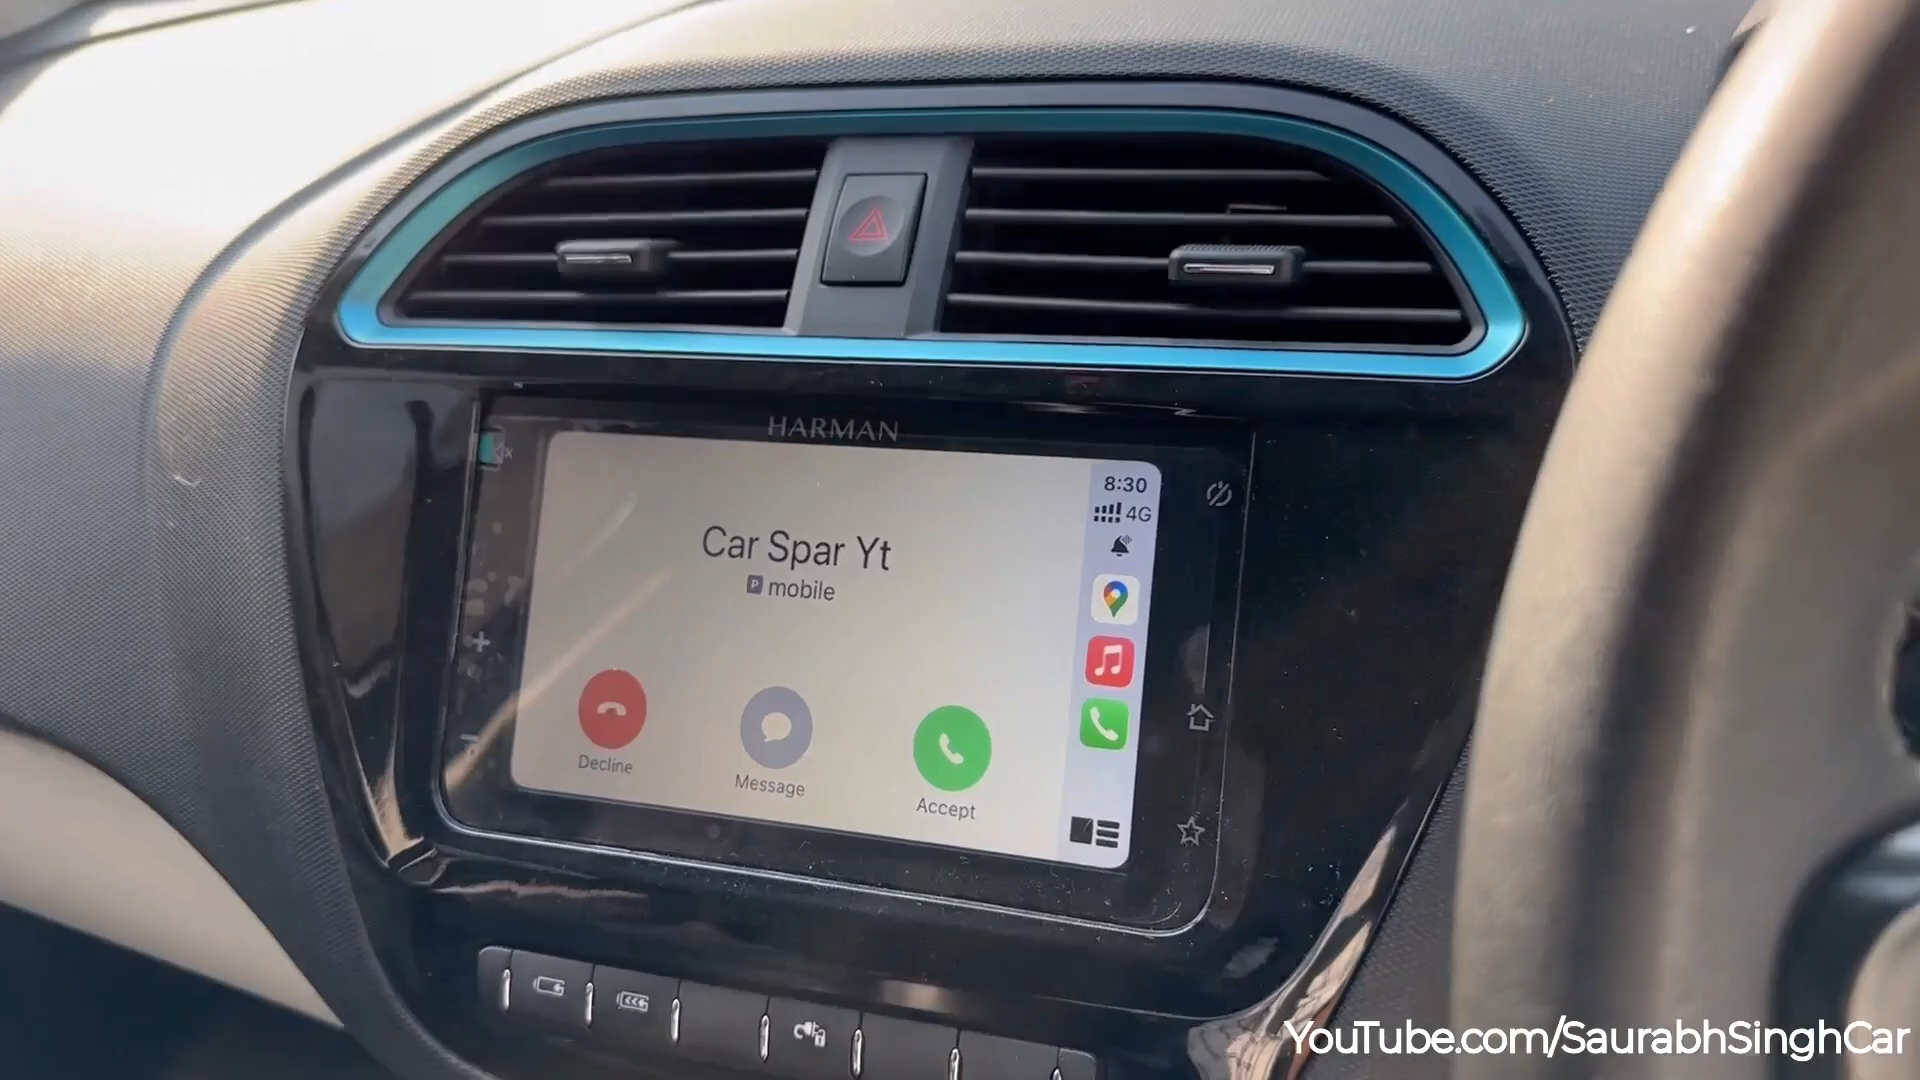 HARMAN
8:30
4G
Car Spar Yt
P mobile
Decline
Message
Accept
YouTube.com/SaurabhSinghCar